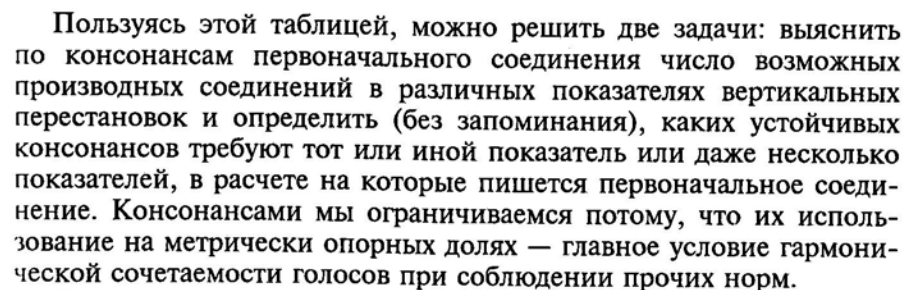 Пользуясь этой таблицей, можно решить две задачи: выяснить
по консонансам первоначального соединения число возможных
производных соединений в различных показателях вертикальных
перестановок и определить (без запоминания), каких устойчивых
консонансов требуют тот или иной показатель или даже несколько
показателей, в расчете на которые пишется первоначальное соеди-
нение. Консонансами мы ограничиваемся потому, что их исполь-
зование на метрически опорных долях — главное условие гармони-
ческой сочетаемости голосов при соблюдении прочих норм.